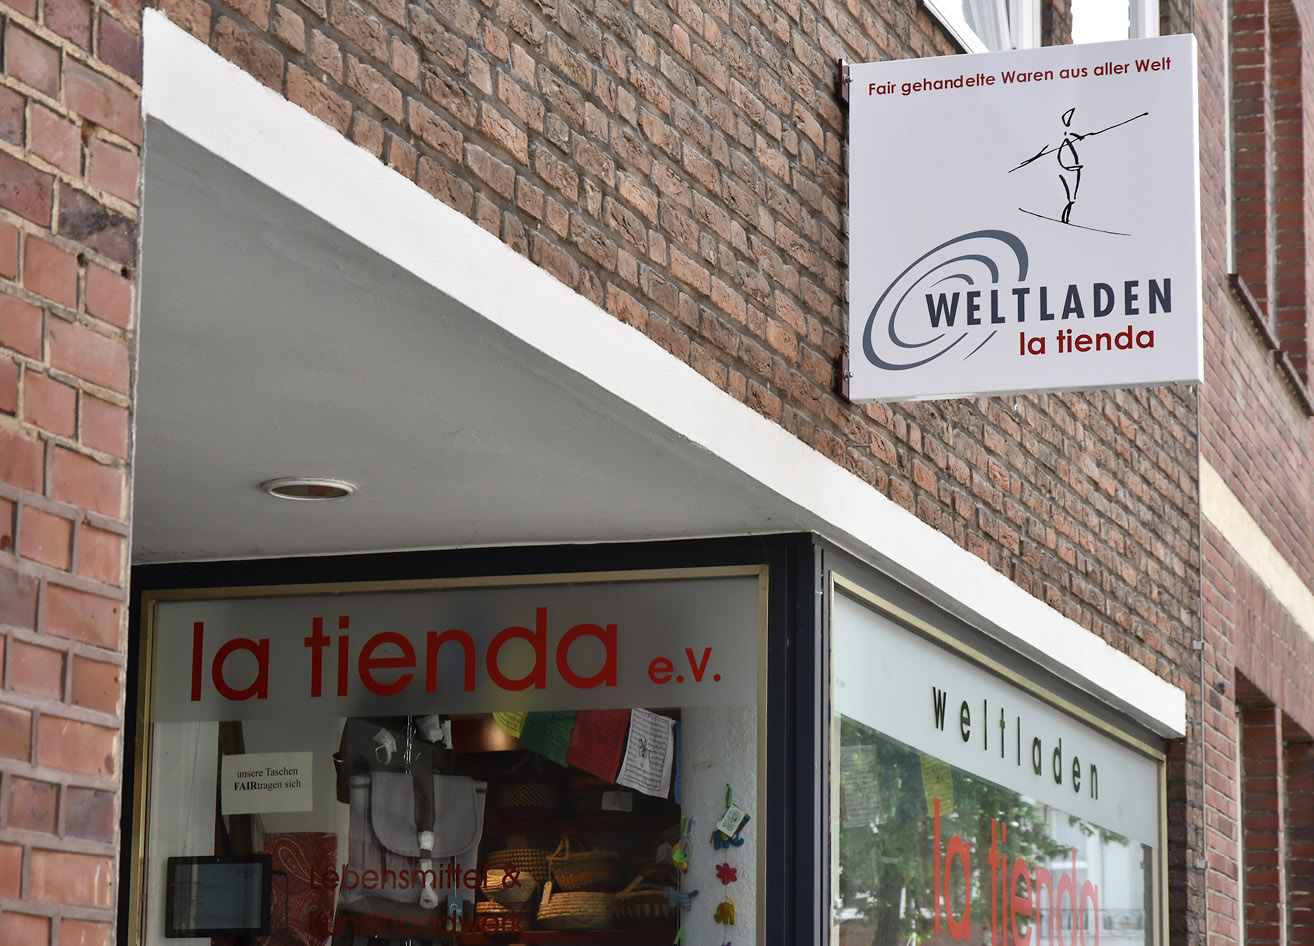 Fair gehandelte Waren aus aller Welt
WELTLADEN
la tienda
la tienda e.V.
unsere Taschen
FAIRtragen sich
Lebensmittel &
Kunsthandwerk
weltladen
la tienda